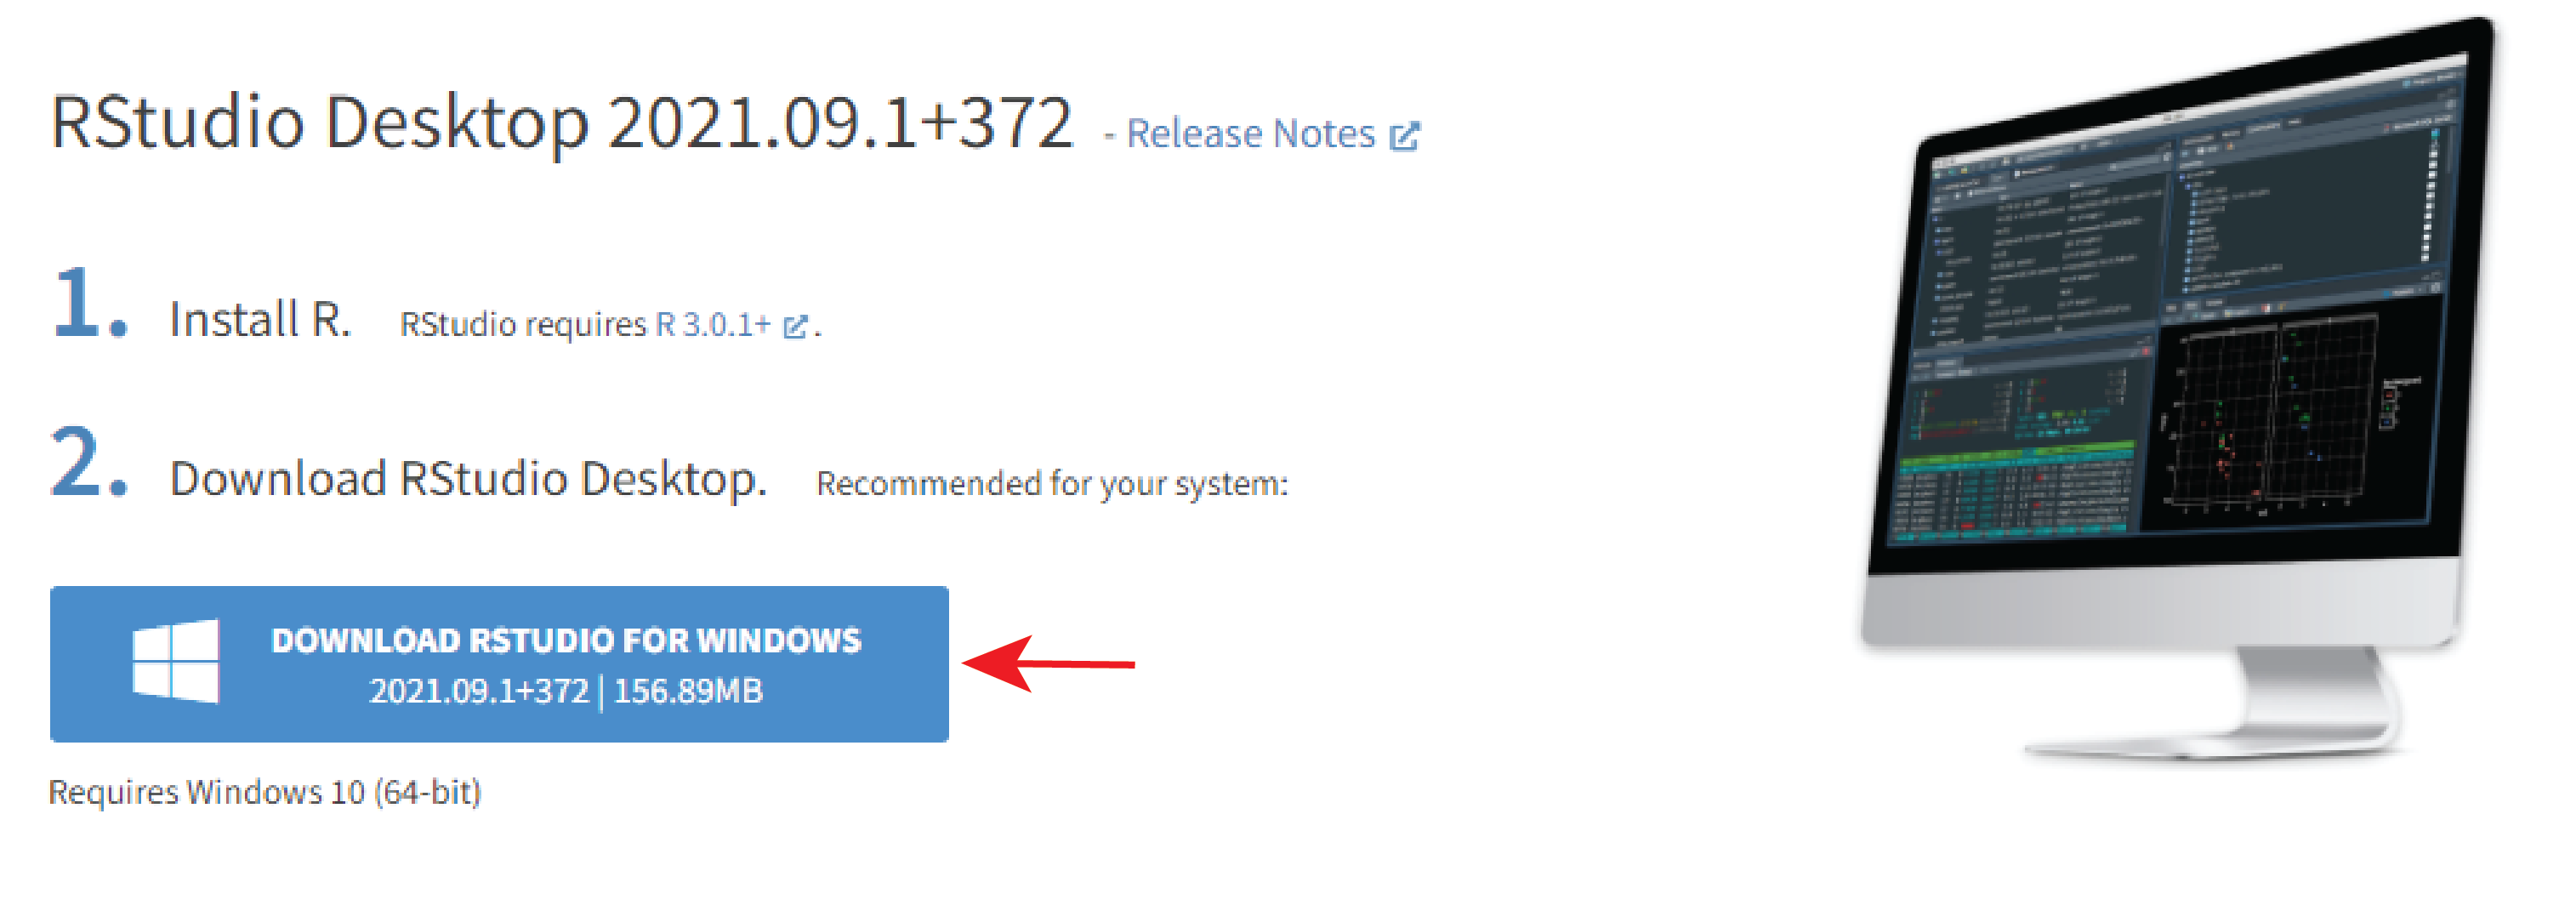 RStudio Desktop 2021.09.1+372 - Release Notes
1. Install R. RStudio requires R 3.0.1+ .
2. Download RStudio Desktop. Recommended for your system:
DOWNLOAD RSTUDIO FOR WINDOWS
2021.09.1+372 | 156.89MB
Requires Windows 10 (64-bit)